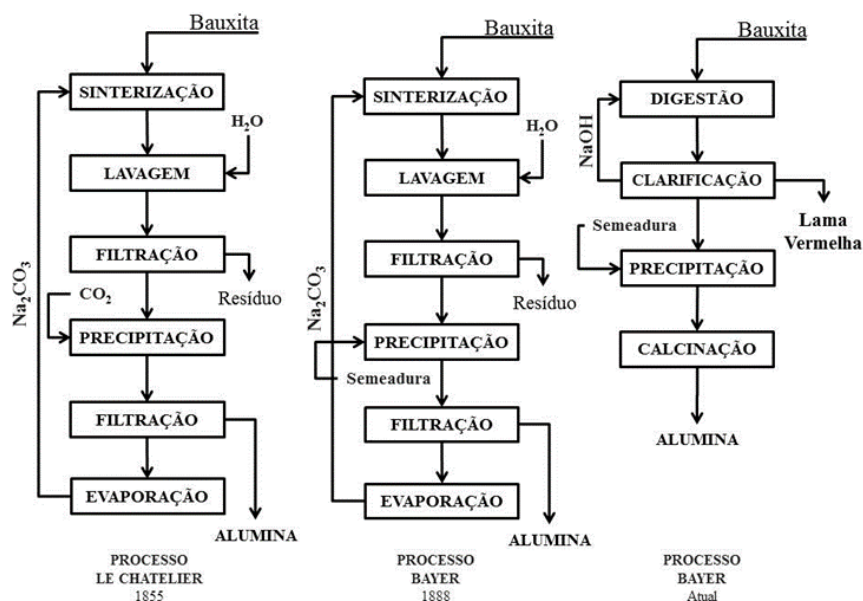 Bauxita
SINTERIZAÇÃO
H₂O
LAVAGEM
FILTRAÇÃO
Resíduo
Na₂CO₃
CO₂
PRECIPITAÇÃO
FILTRAÇÃO
EVAPORAÇÃO
ALUMINA
PROCESSO
LE CHATELIER
1855
Bauxita
SINTERIZAÇÃO
H₂O
LAVAGEM
FILTRAÇÃO
Resíduo
Na₂CO₃
PRECIPITAÇÃO
Semeadura
FILTRAÇÃO
EVAPORAÇÃO
ALUMINA
PROCESSO
BAYER
1888
Bauxita
DIGESTÃO
NaOH
CLARIFICAÇÃO
Lama
Vermelha
Semeadura
PRECIPITAÇÃO
CALCINAÇÃO
ALUMINA
PROCESSO
BAYER
Atual